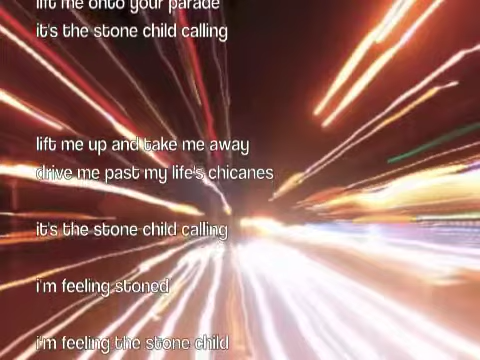 lift me onto your parade
it's the stone child calling
lift me up and take me away
drive me past my life's chicanes
it's the stone child calling
i'm feeling stoned
i'm feeling the stone child